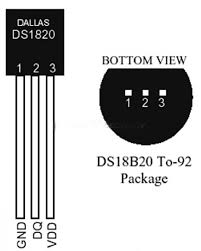 DALLAS
DS1820
1 2 3
GND DQ VDD
BOTTOM VIEW
1 2 3
DS18B20 To-92
Package